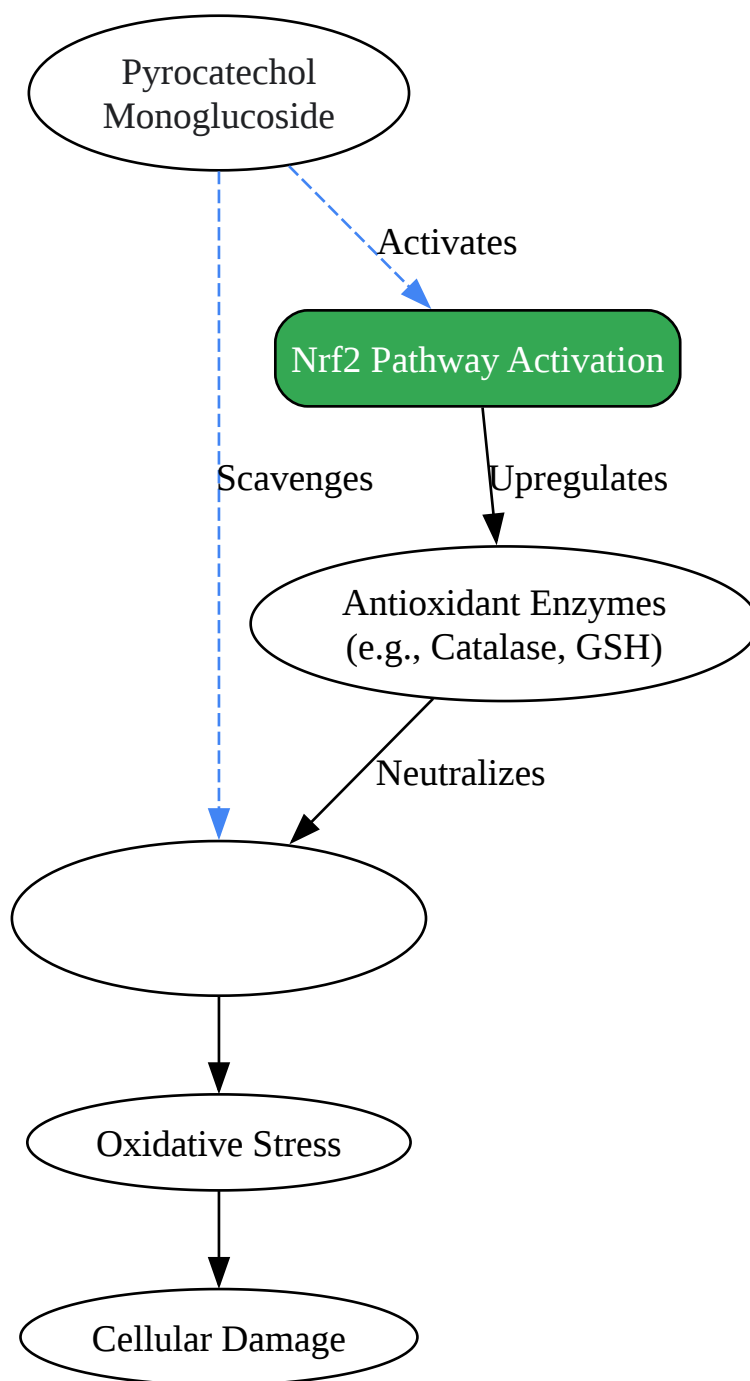 Pyrocatechol
Monoglucoside
Activates
Nrf2 Pathway Activation
Scavenges
Upregulates
Antioxidant Enzymes
(e.g., Catalase, GSH)
Neutralizes
Oxidative Stress
Cellular Damage